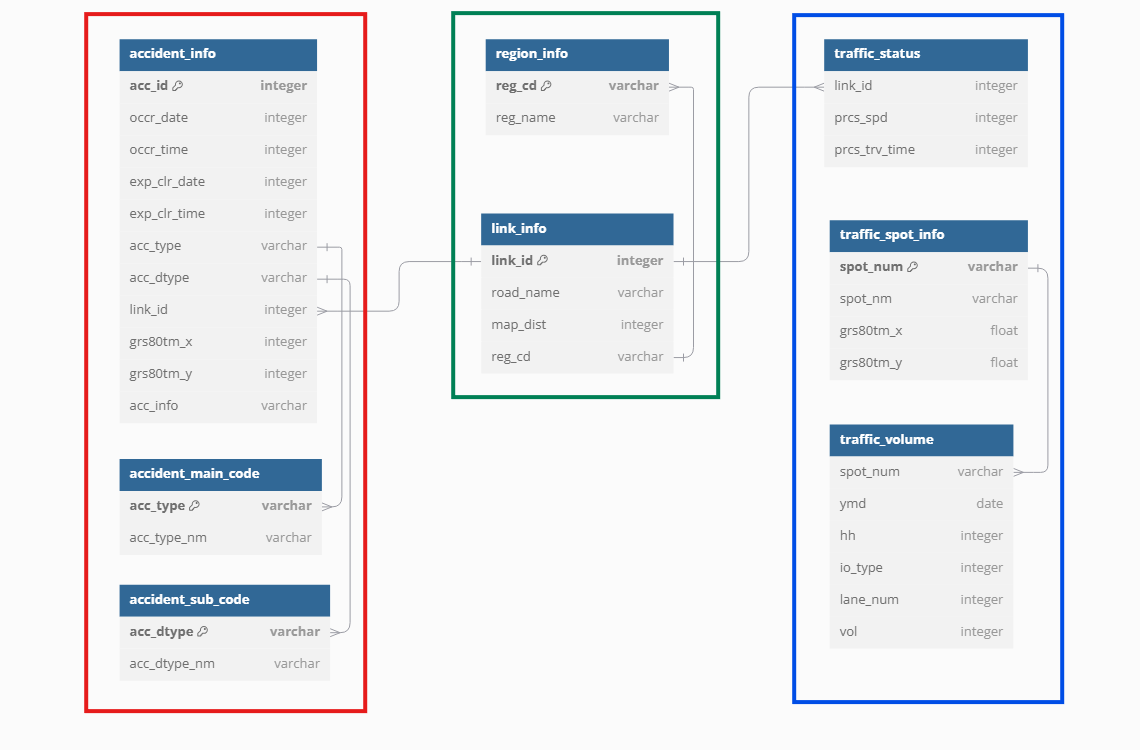 accident_info
acc_id integer
occr_date integer
occr_time integer
exp_clr_date integer
exp_clr_time integer
acc_type varchar
acc_dtype varchar
link_id integer
grs80tm_x integer
grs80tm_y integer
acc_info varchar
accident_main_code
acc_type varchar
acc_type_nm varchar
accident_sub_code
acc_dtype varchar
acc_dtype_nm varchar
region_info
reg_cd varchar
reg_name varchar
link_info
link_id integer
road_name varchar
map_dist integer
reg_cd varchar
traffic_status
link_id integer
prcs_spd integer
prcs_trv_time integer
traffic_spot_info
spot_num varchar
spot_nm varchar
grs80tm_x float
grs80tm_y float
traffic_volume
spot_num varchar
ymd date
hh integer
io_type integer
lane_num integer
vol integer